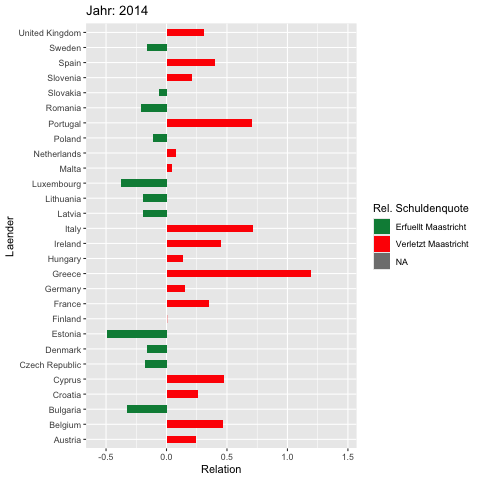 Jahr: 2014
United Kingdom
Sweden
Spain
Slovenia
Slovakia
Romania
Portugal
Poland
Netherlands
Malta
Luxembourg
Lithuania
Latvia
Italy
Ireland
Hungary
Greece
Germany
France
Finland
Estonia
Denmark
Czech Republic
Cyprus
Croatia
Bulgaria
Belgium
Austria
Laender
-0.5 0.0 0.5 1.0 1.5
Relation
Rel. Schuldenquote
Erfuellt Maastricht
Verletzt Maastricht
NA